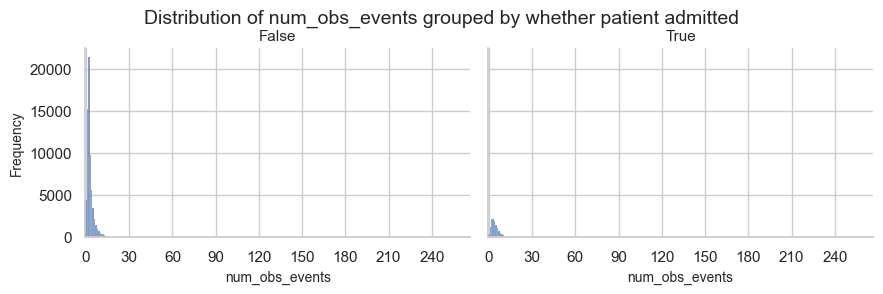 Distribution of num_obs_events grouped by whether patient admitted
False
True
Frequency
20000
15000
10000
5000
0
0 30 60 90 120 150 180 210 240
0 30 60 90 120 150 180 210 240
num_obs_events
num_obs_events